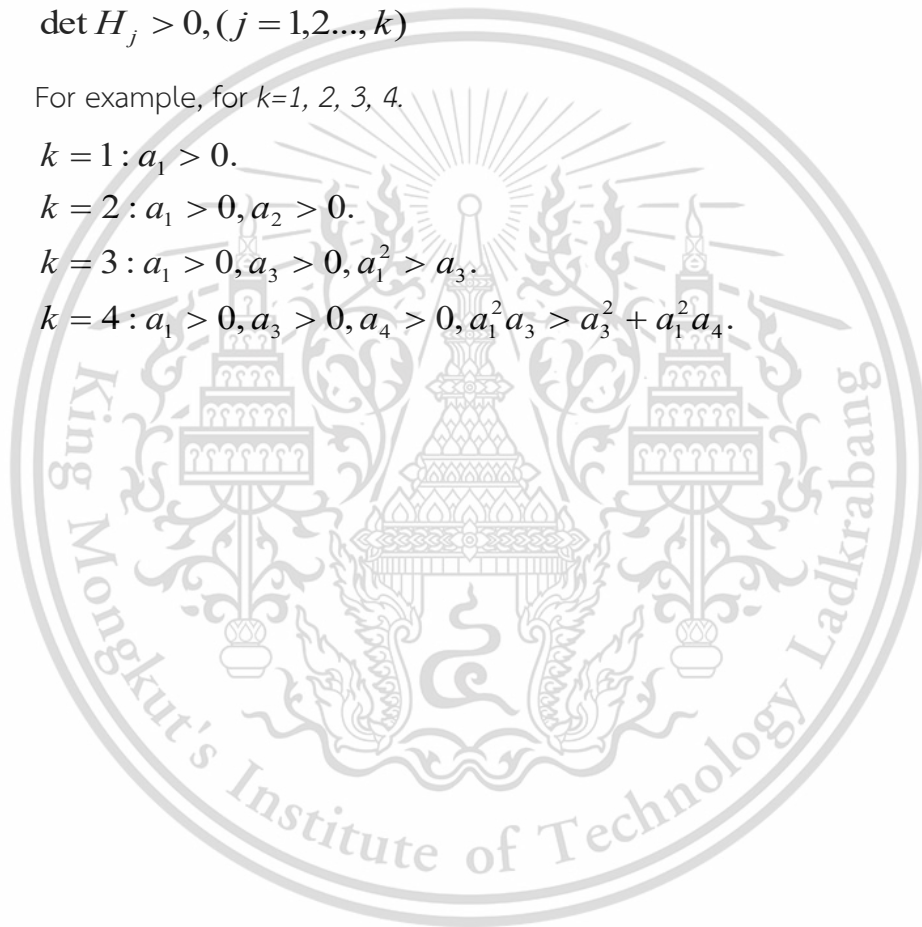 det H_j > 0, (j = 1,2..., k)
For example, for k=1, 2, 3, 4.
k = 1 : a_1 > 0.
k = 2 : a_1 > 0, a_2 > 0.
k = 3 : a_1 > 0, a_3 > 0, a_1^2 > a_3.
k = 4 : a_1 > 0, a_3 > 0, a_4 > 0, a_1^2 a_3 > a_3^2 + a_1^2 a_4.
King Mongkut's Institute of Technology Ladkrabang